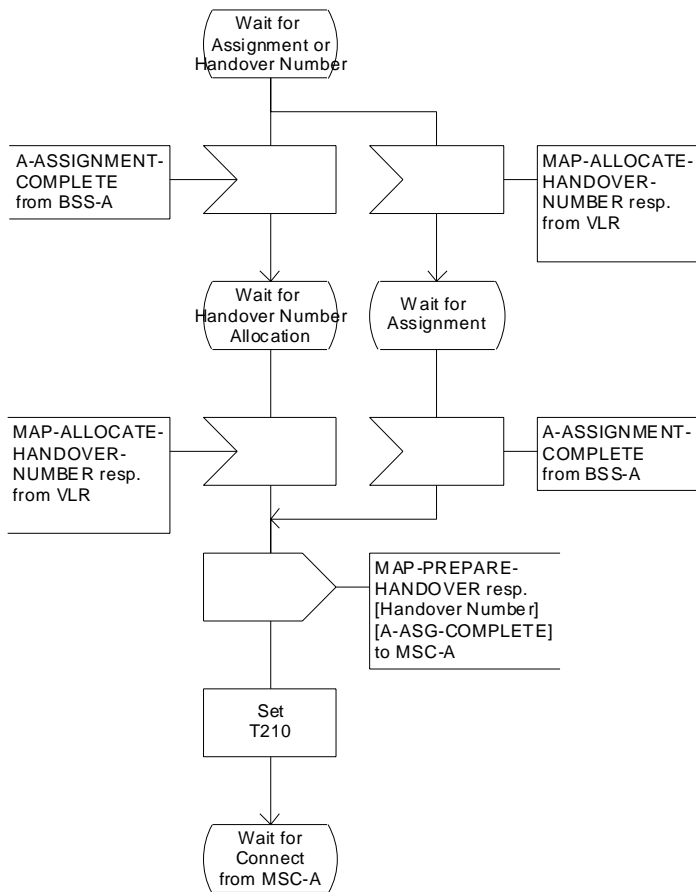 Wait for
Assignment or
Handover Number
A-ASSIGNMENT-
COMPLETE
from BSS-A
MAP-ALLOCATE-
HANDOVER-
NUMBER resp.
from VLR
Wait for
Handover Number
Allocation
Wait for
Assignment
MAP-ALLOCATE-
HANDOVER-
NUMBER resp.
from VLR
A-ASSIGNMENT-
COMPLETE
from BSS-A
MAP-PREPARE-
HANDOVER resp.
[Handover Number]
[A-ASG-COMPLETE]
to MSC-A
Set
T210
Wait for
Connect
from MSC-A